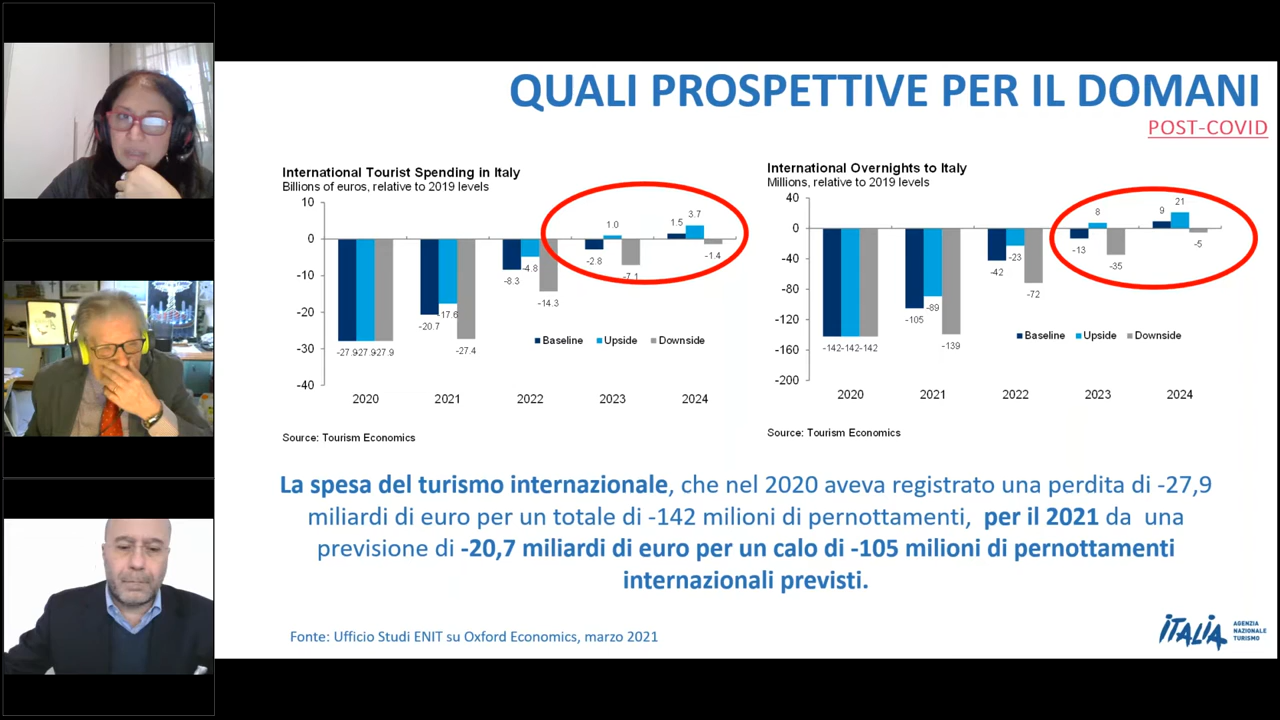 QUALI PROSPETTIVE PER IL DOMANI
POST-COVID
International Tourist Spending in Italy
Billions of euros, relative to 2019 levels
10
0
-10
-20
-30
-40
-27.9
-27.9
-27.9
-20.7
-17.6
-27.4
-8.3
-4.8
-14.3
-2.8
1.0
-7.1
1.5
3.7
-1.4
Baseline Upside Downside
2020 2021 2022 2023 2024
Source: Tourism Economics
International Overnights to Italy
Millions, relative to 2019 levels
40
0
-40
-80
-120
-160
-200
-142
-142
-142
-105
-89
-139
-42
-23
-72
-13
8
-35
9
21
-5
Baseline Upside Downside
2020 2021 2022 2023 2024
Source: Tourism Economics
La spesa del turismo internazionale, che nel 2020 aveva registrato una perdita di -27,9
miliardi di euro per un totale di -142 milioni di pernottamenti, per il 2021 da una
previsione di -20,7 miliardi di euro per un calo di -105 milioni di pernottamenti
internazionali previsti.
Fonte: Ufficio Studi ENIT su Oxford Economics, marzo 2021
ITALIA
AGENZIA
NAZIONALE
TURISMO